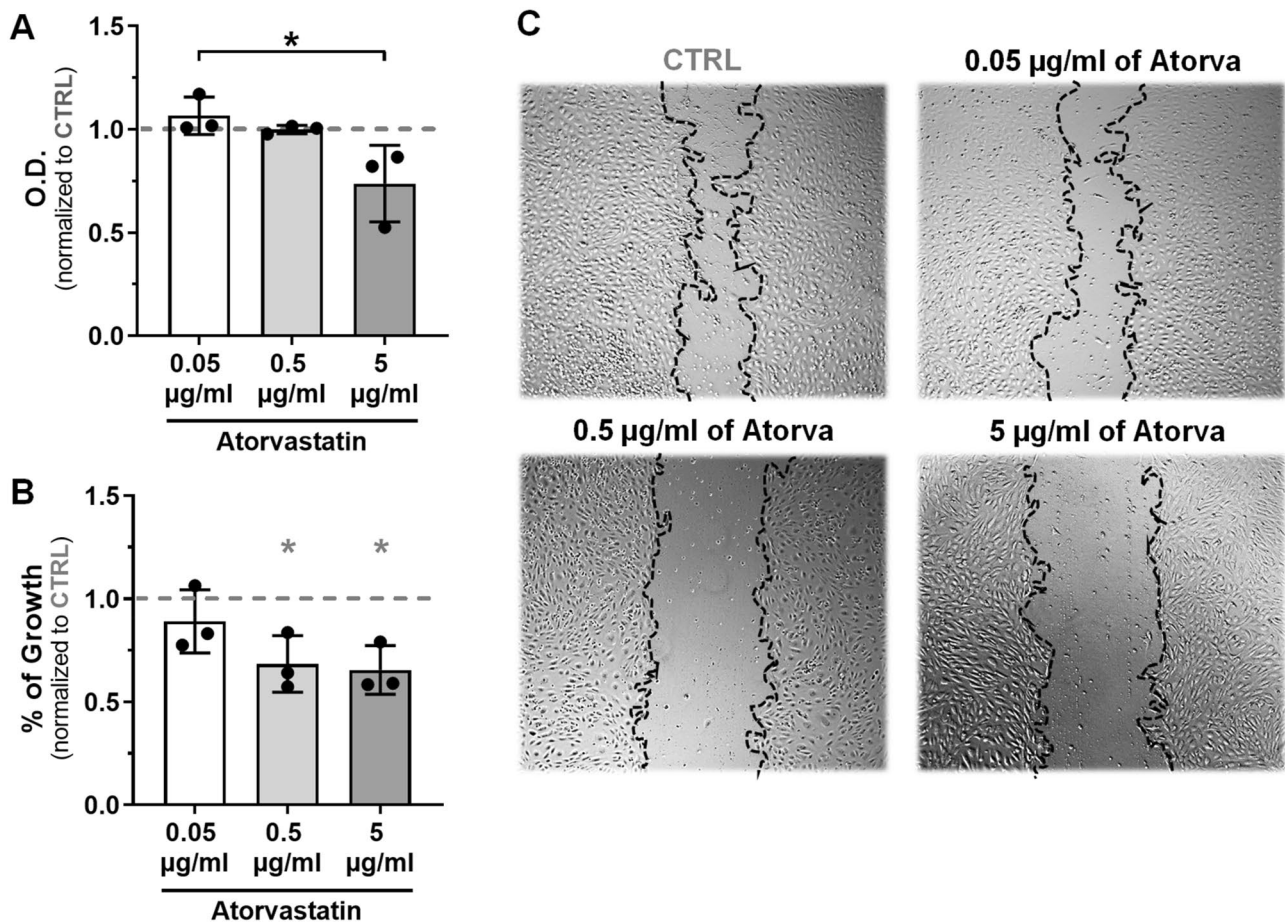 A
O.D.
(normalized to CTRL)
1.5
1.0
0.5
0.0
*
0.05 0.5 5
µg/ml µg/ml µg/ml
Atorvastatin
B
% of Growth
(normalized to CTRL)
1.5
1.0
0.5
0.0
* *
0.05 0.5 5
µg/ml µg/ml µg/ml
Atorvastatin
C
CTRL
0.05 µg/ml of Atorva
0.5 µg/ml of Atorva
5 µg/ml of Atorva